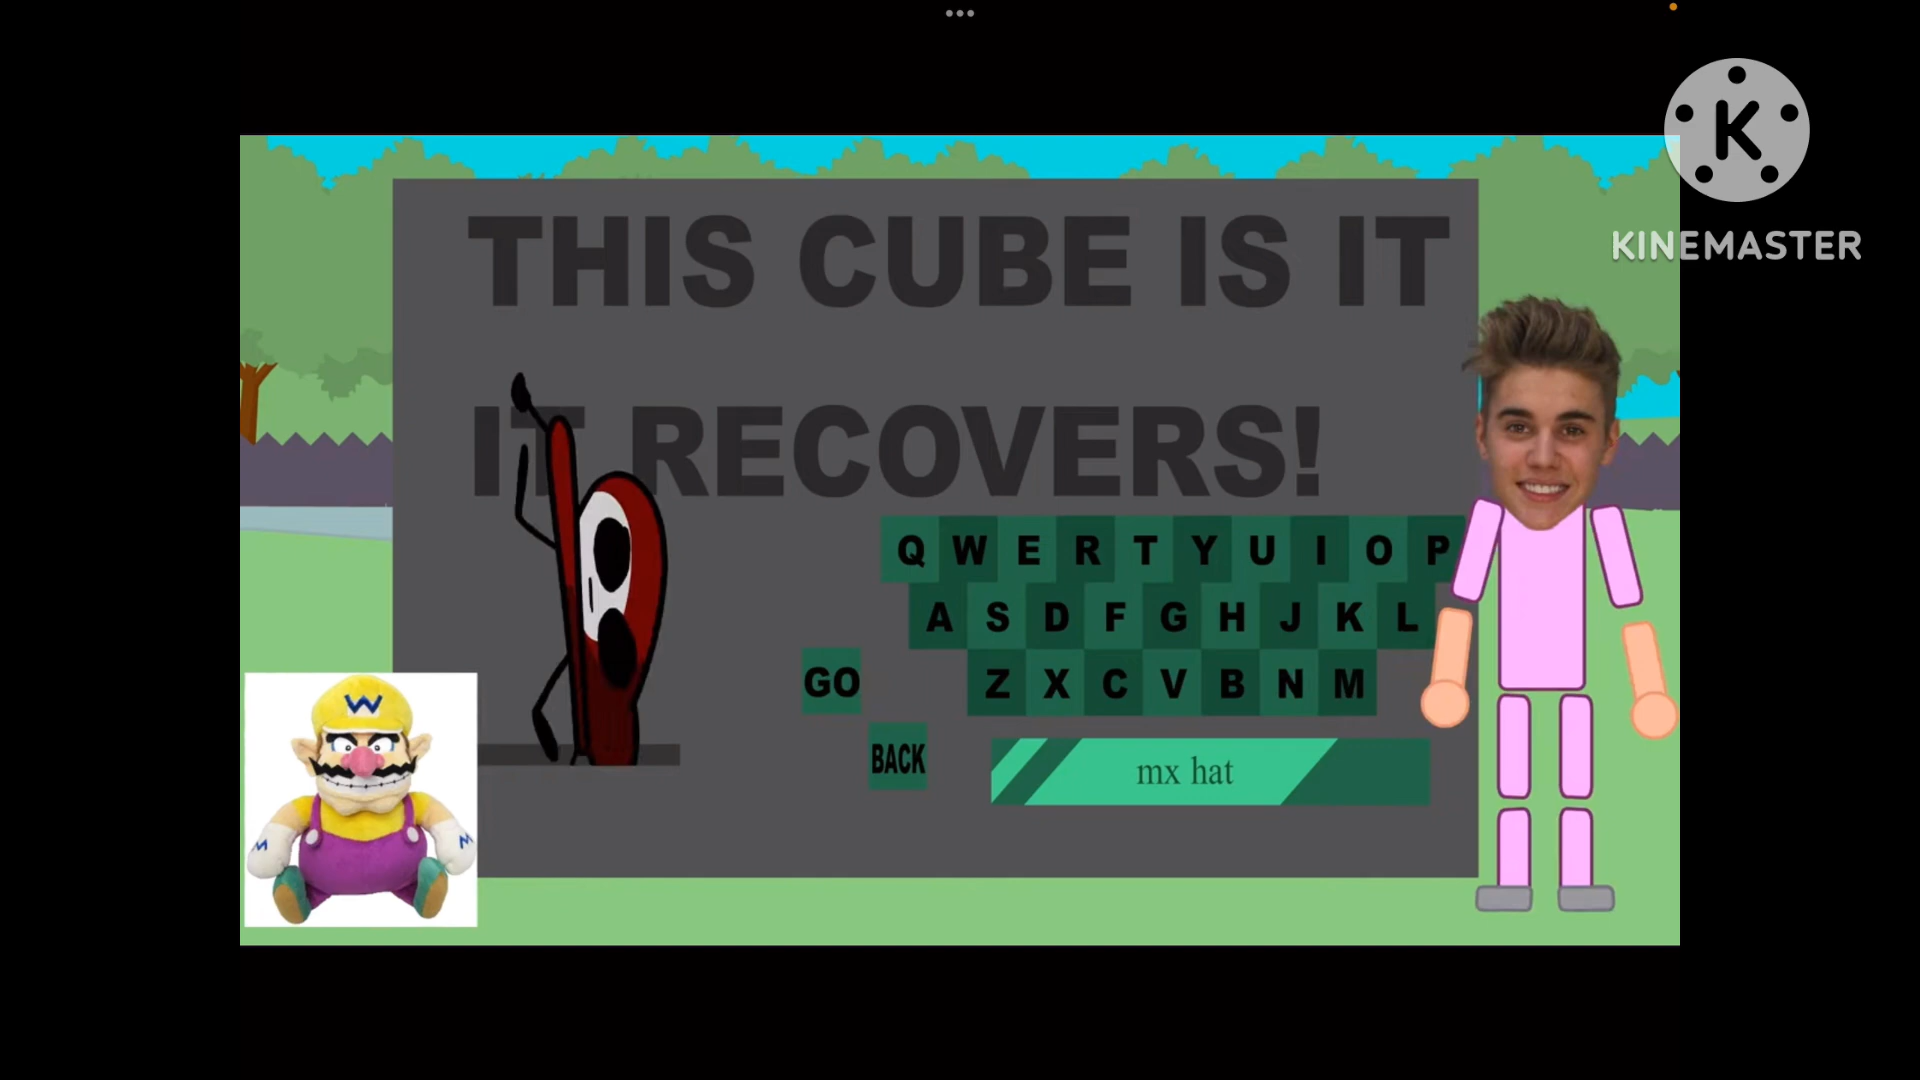 K
KINEMASTER
THIS CUBE IS IT
IT RECOVERS!
Q W E R T Y U I O P
A S D F G H J K L
GO
Z X C V B N M
BACK
mx hat
W